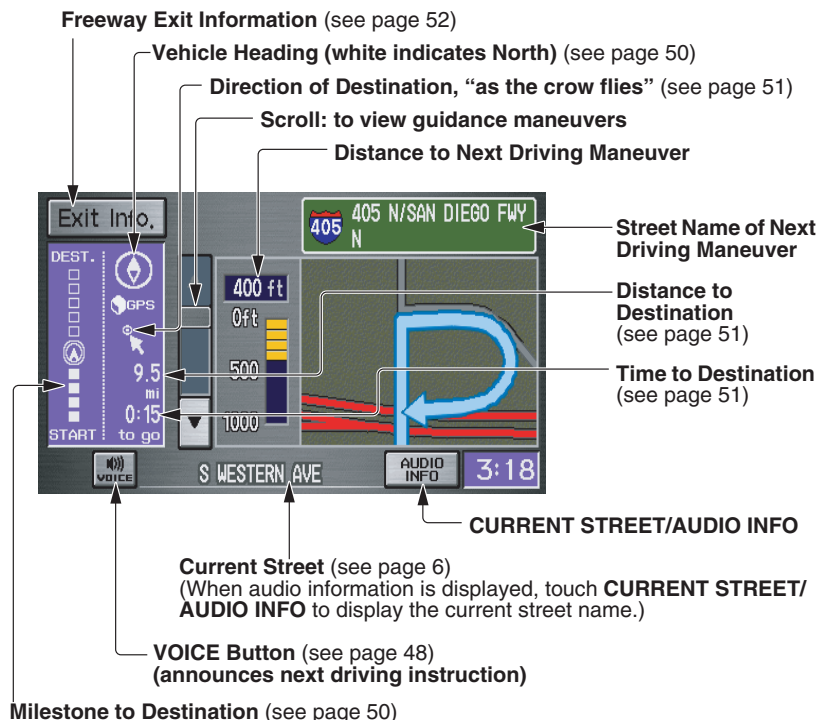 Freeway Exit Information (see page 52)
Vehicle Heading (white indicates North) (see page 50)
Direction of Destination, “as the crow flies” (see page 51)
Scroll: to view guidance maneuvers
Distance to Next Driving Maneuver
Exit Info.
405
405 N/SAN DIEGO FWY
N
Street Name of Next
Driving Maneuver
DEST.
GPS
400 ft
0ft
500
1000
9.5
mi
0:15
to go
START
Distance to
Destination
(see page 51)
Time to Destination
(see page 51)
VOICE
S WESTERN AVE
AUDIO
INFO
3:18
CURRENT STREET/AUDIO INFO
Current Street (see page 6)
(When audio information is displayed, touch CURRENT STREET/
AUDIO INFO to display the current street name.)
VOICE Button (see page 48)
(announces next driving instruction)
Milestone to Destination (see page 50)